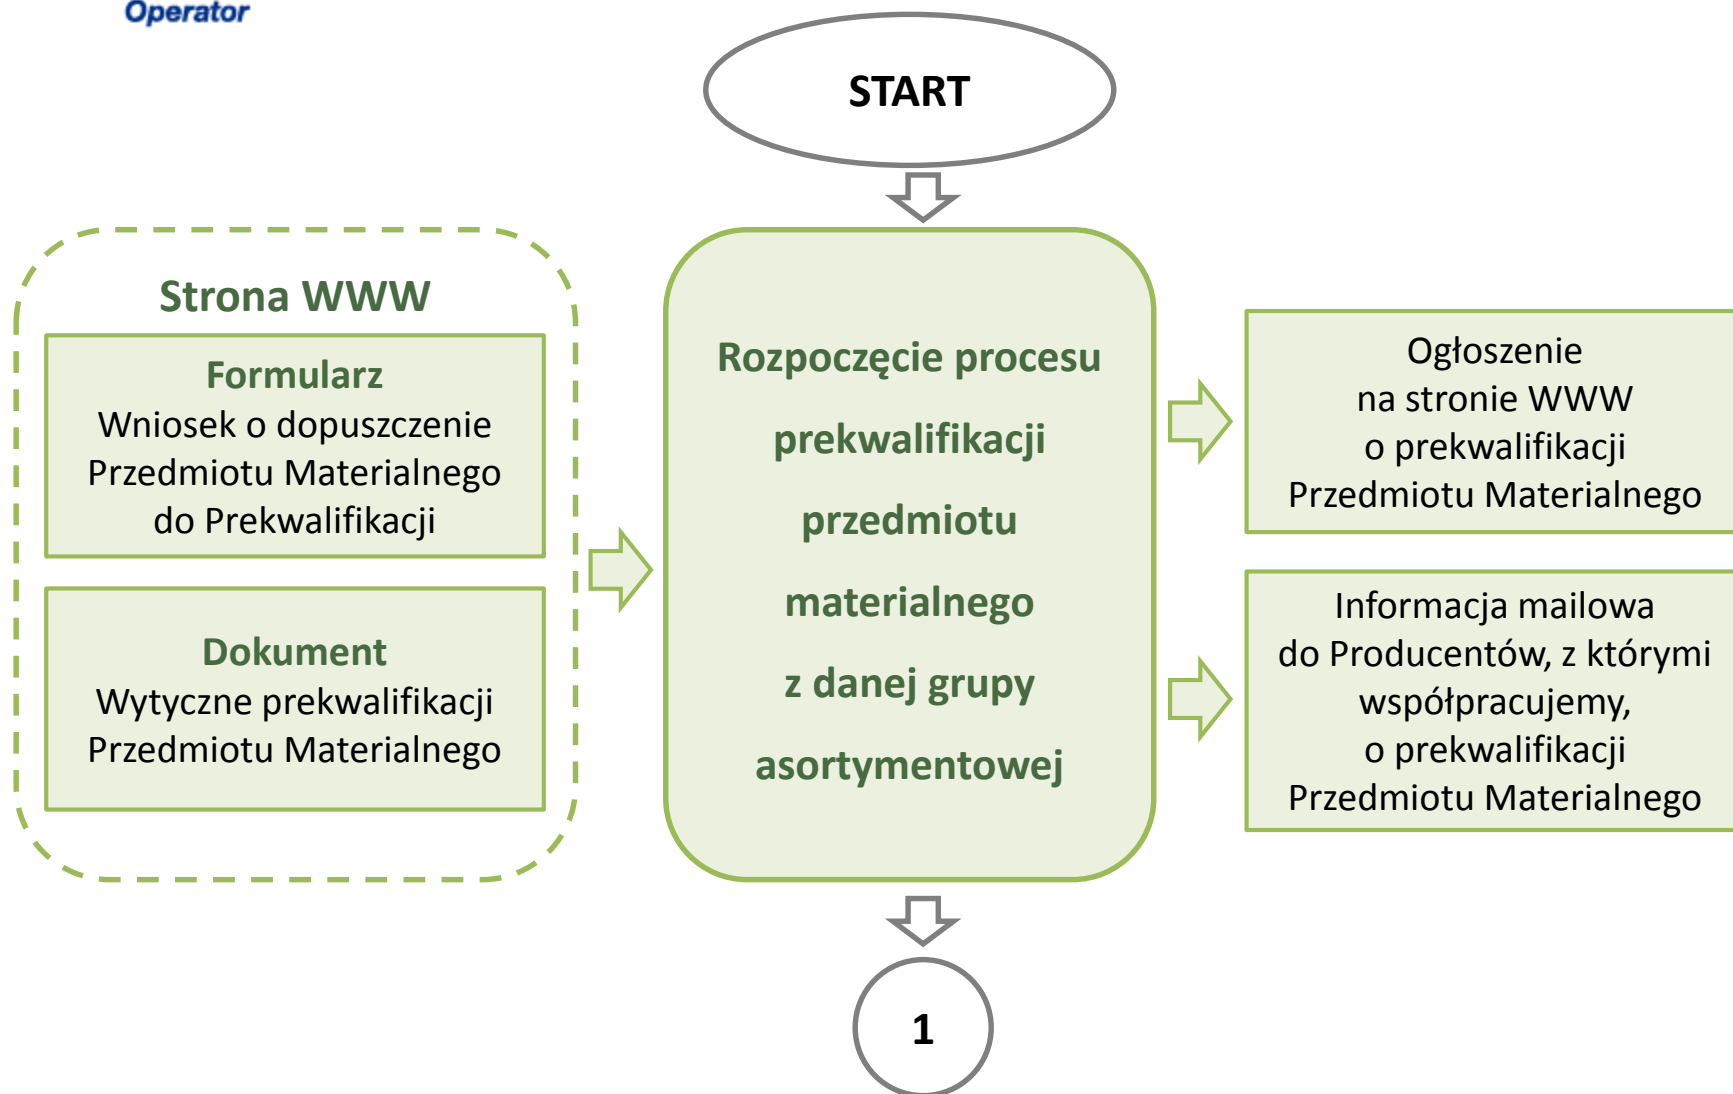 Operator
START
Strona WWW
Formularz
Wniosek o dopuszczenie
Przedmiotu Materialnego
do Prekwalifikacji
Dokument
Wytyczne prekwalifikacji
Przedmiotu Materialnego
Rozpoczęcie procesu
prekwalifikacji
przedmiotu
materialnego
z danej grupy
asortymentowej
Ogłoszenie
na stronie WWW
o prekwalifikacji
Przedmiotu Materialnego
Informacja mailowa
do Producentów, z którymi
współpracujemy,
o prekwalifikacji
Przedmiotu Materialnego
1